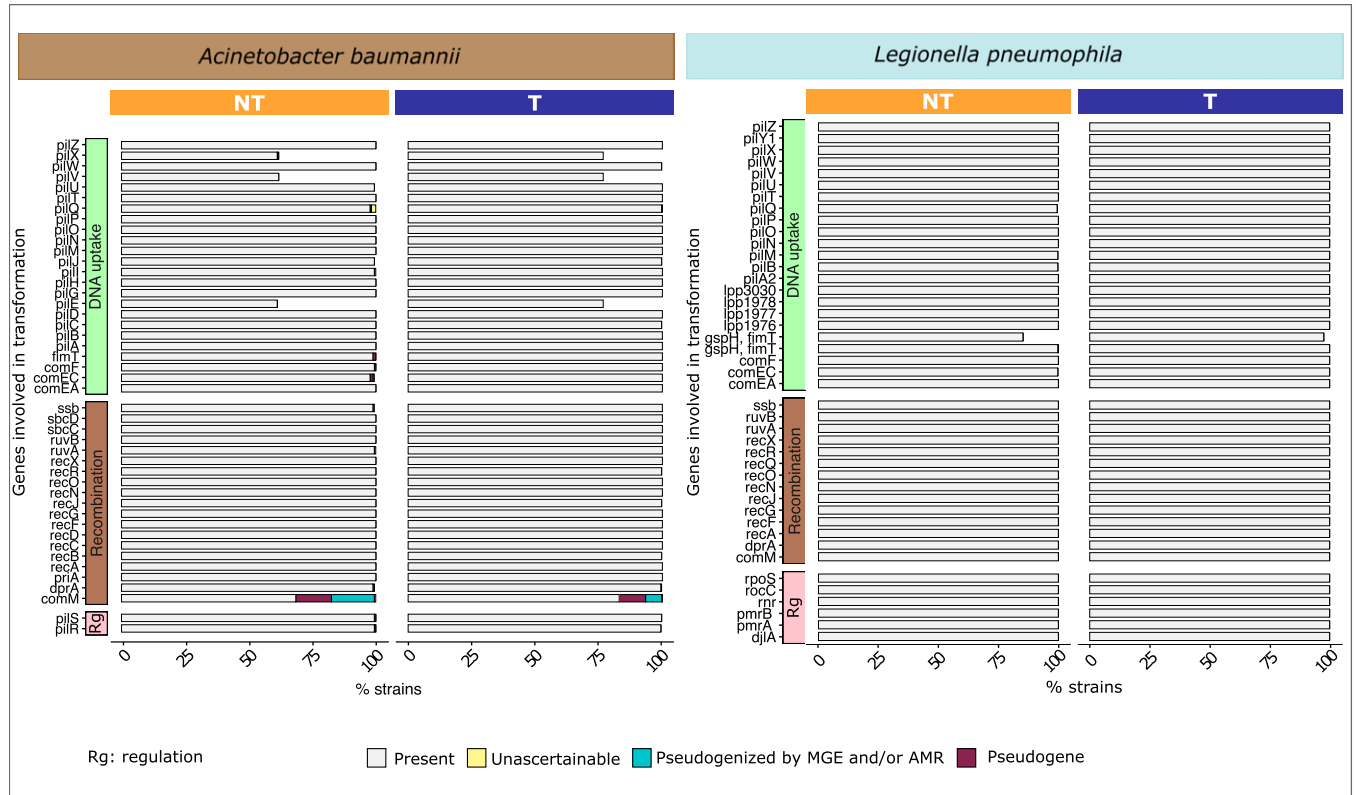 Acinetobacter baumannii
Legionella pneumophila
NT
T
NT
T
Genes involved in transformation
DNA uptake
pilZ
pilX
pilW
pilV
pilU
pilT
pilQ
pilP
pilO
pilN
pilM
pilJ
pilI
pilH
pilG
pilE
pilD
pilC
pilB
pilA
fimT
comF
comEC
comEA
Recombination
ssb
sbcD
sbcC
ruvB
ruvA
recX
recR
recO
recN
recJ
recG
recF
recD
recC
recB
recA
priA
dprA
comM
Rg
pilS
pilR
0
25
50
75
100
0
25
50
75
100
% strains
Genes involved in transformation
DNA uptake
pilZ
pilY1
pilX
pilW
pilV
pilU
pilT
pilQ
pilP
pilO
pilN
pilM
pilB
pilA2
lpp3030
lpp1978
lpp1977
lpp1976
gspH, fimT
gspH, fimT
comF
comEC
comEA
Recombination
ssb
ruvB
ruvA
recX
recR
recQ
recO
recN
recJ
recG
recF
recA
dprA
comM
Rg
rpoS
rocC
rnr
pmrB
pmrA
djlA
0
25
50
75
100
0
25
50
75
100
% strains
Rg: regulation
Present
Unascertainable
Pseudogenized by MGE and/or AMR
Pseudogene